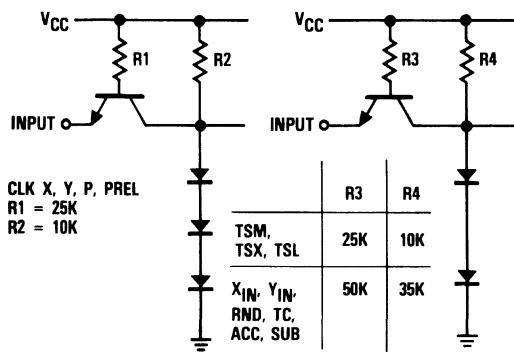 VCC
R1
R2
INPUT
CLK X, Y, P, PREL
R1 = 25K
R2 = 10K
VCC
R3
R4
INPUT
R3 R4
TSM,
TSX, TSL 25K 10K
XIN, YIN,
RND, TC,
ACC, SUB 50K 35K